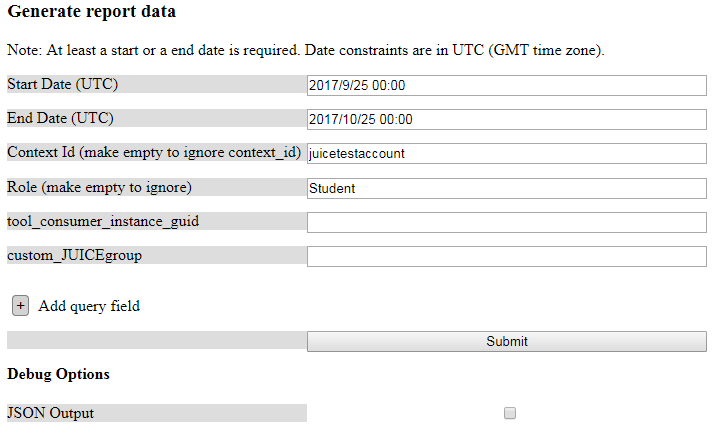 Generate report data
Note: At least a start or a end date is required. Date constraints are in UTC (GMT time zone).
Start Date (UTC) 2017/9/25 00:00
End Date (UTC) 2017/10/25 00:00
Context Id (make empty to ignore context_id) juicetestaccount
Role (make empty to ignore) Student
tool_consumer_instance_guid
custom_JUICEgroup
+ Add query field
Submit
Debug Options
JSON Output